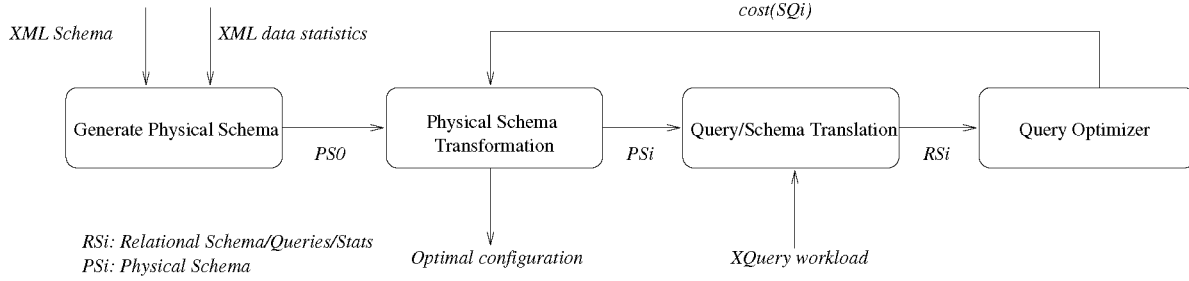 cost(SQi)
XML Schema
XML data statistics
Generate Physical Schema
Physical Schema
Transformation
Query/Schema Translation
Query Optimizer
PS0
PSi
RSi
RSi: Relational Schema/Queries/Stats
PSi: Physical Schema
Optimal configuration
XQuery workload